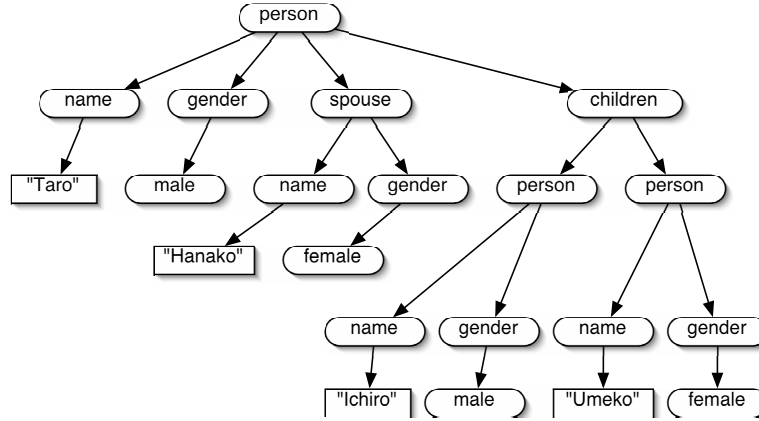 person
name gender spouse children
"Taro" male name gender person person
"Hanako" female
name gender name gender
"Ichiro" male "Umeko" female